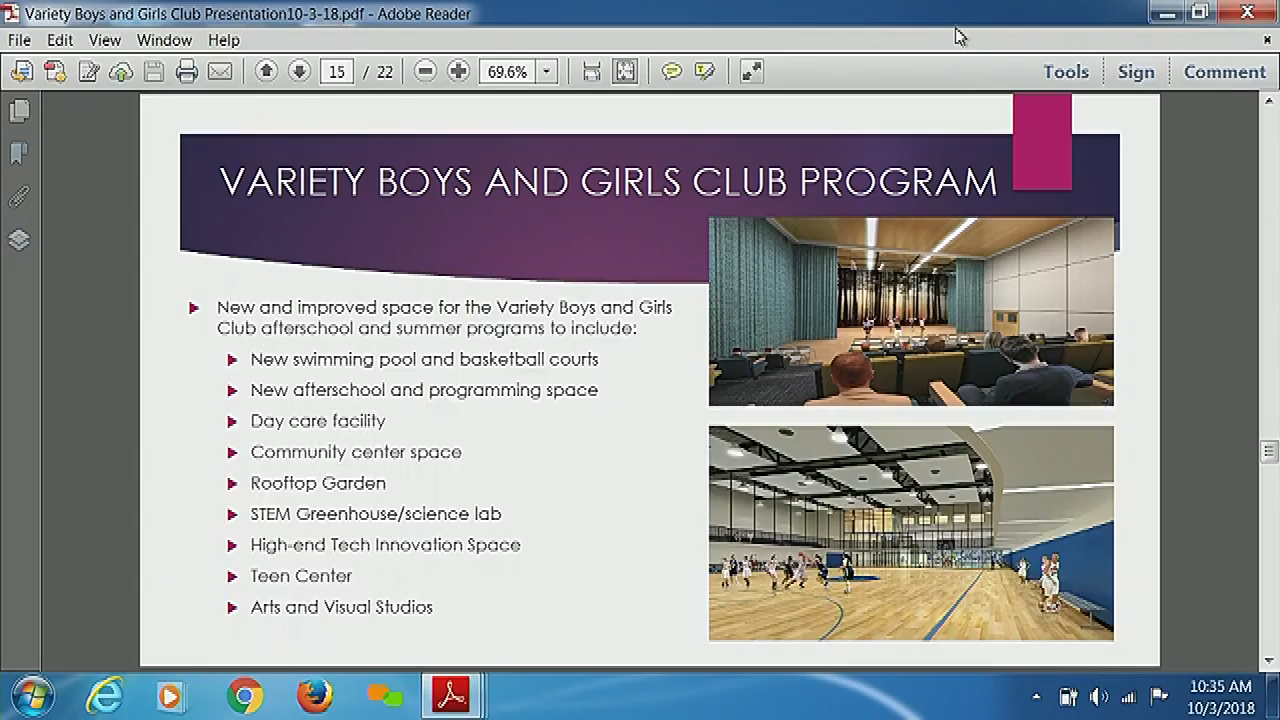 Variety Boys and Girls Club Presentation10-3-18.pdf - Adobe Reader
File Edit View Window Help
15 / 22 69.6% Tools Sign Comment
VARIETY BOYS AND GIRLS CLUB PROGRAM
New and improved space for the Variety Boys and Girls
Club afterschool and summer programs to include:
New swimming pool and basketball courts
New afterschool and programming space
Day care facility
Community center space
Rooftop Garden
STEM Greenhouse/science lab
High-end Tech Innovation Space
Teen Center
Arts and Visual Studios
10:35 AM
10/3/2018